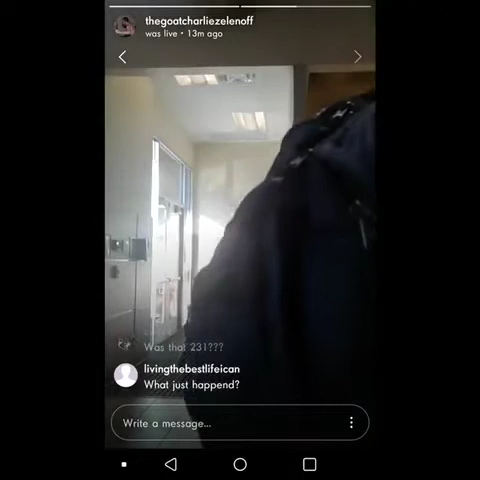 thegoatcharliezelenoff
was live • 13m ago
Was that 231???
livingthebestlifeican
What just happend?
Write a message...